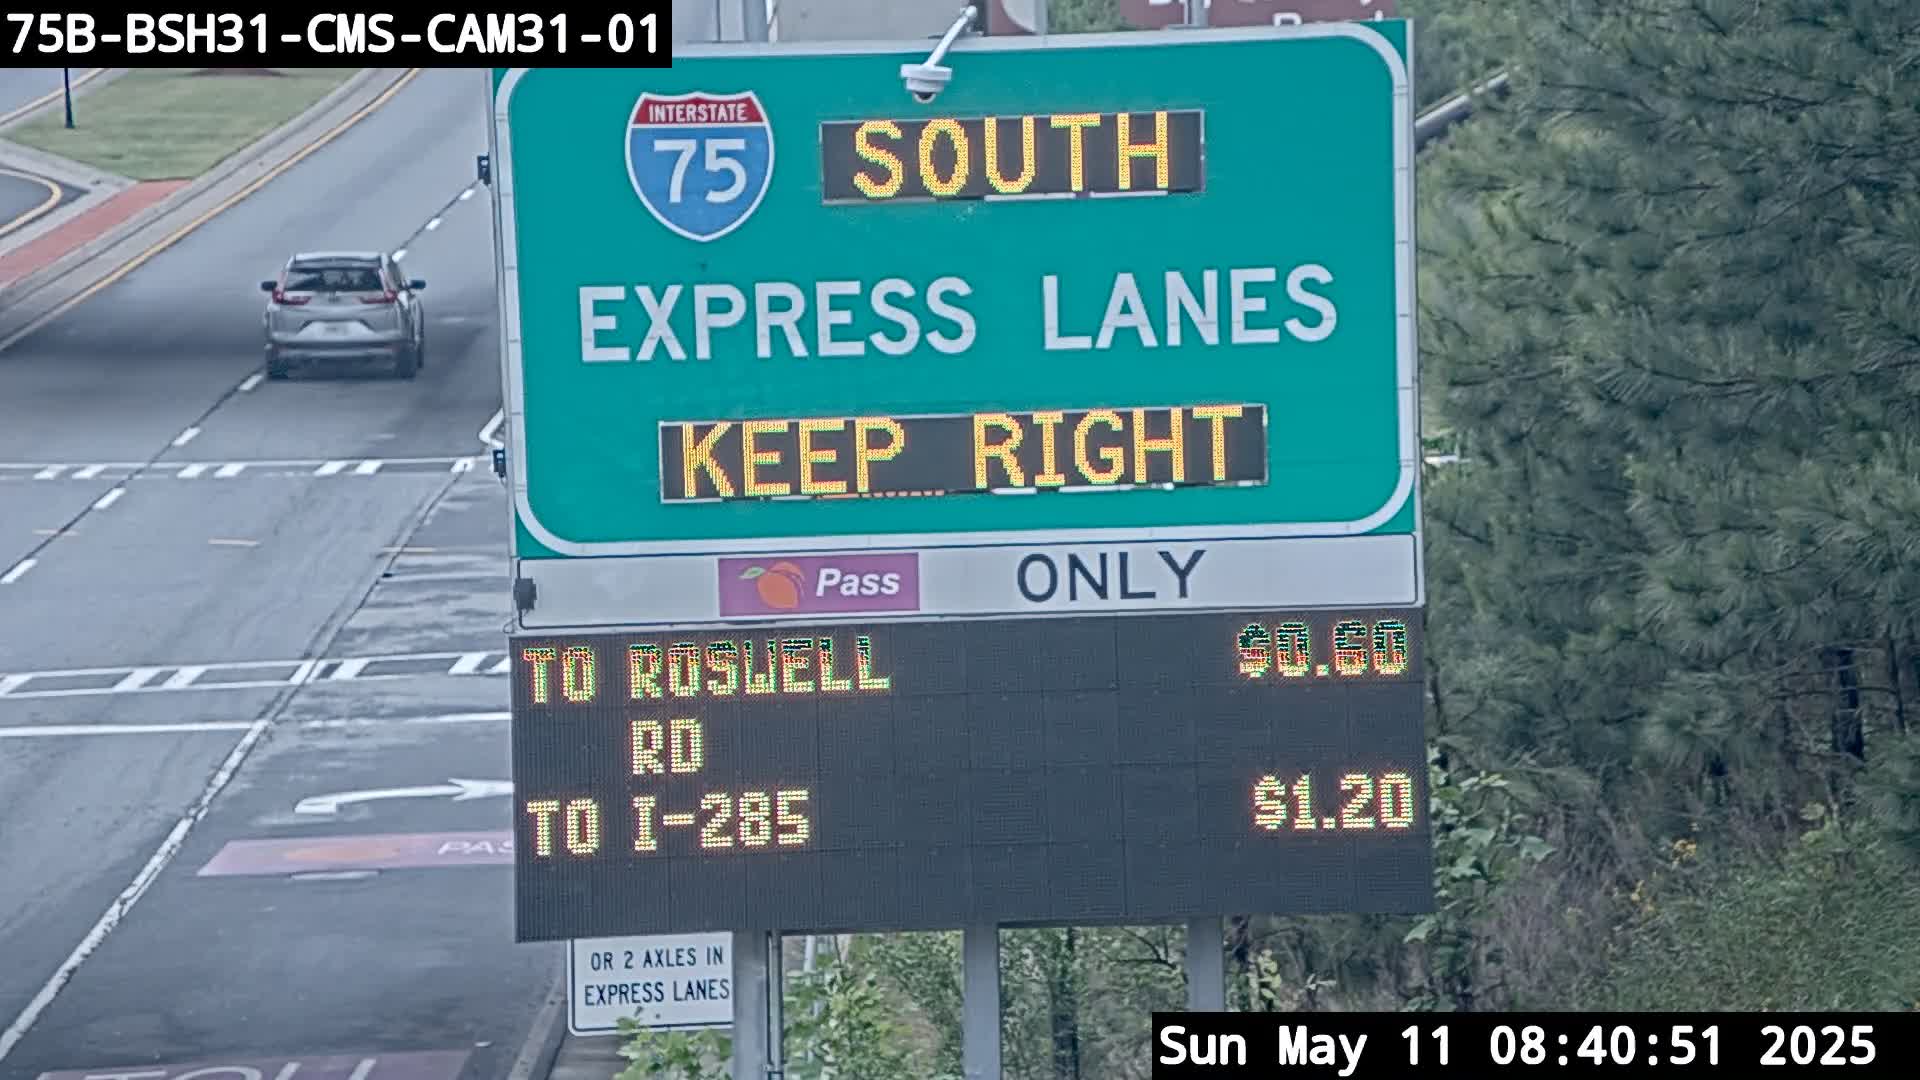 75B-BSH31-CMS-CAM31-01
INTERSTATE
75
SOUTH
EXPRESS LANES
KEEP RIGHT
Pass ONLY
TO ROSWELL $0.60
RD
TO I-285 $1.20
OR 2 AXLES IN
EXPRESS LANES
TOLL
Sun May 11 08:40:51 2025